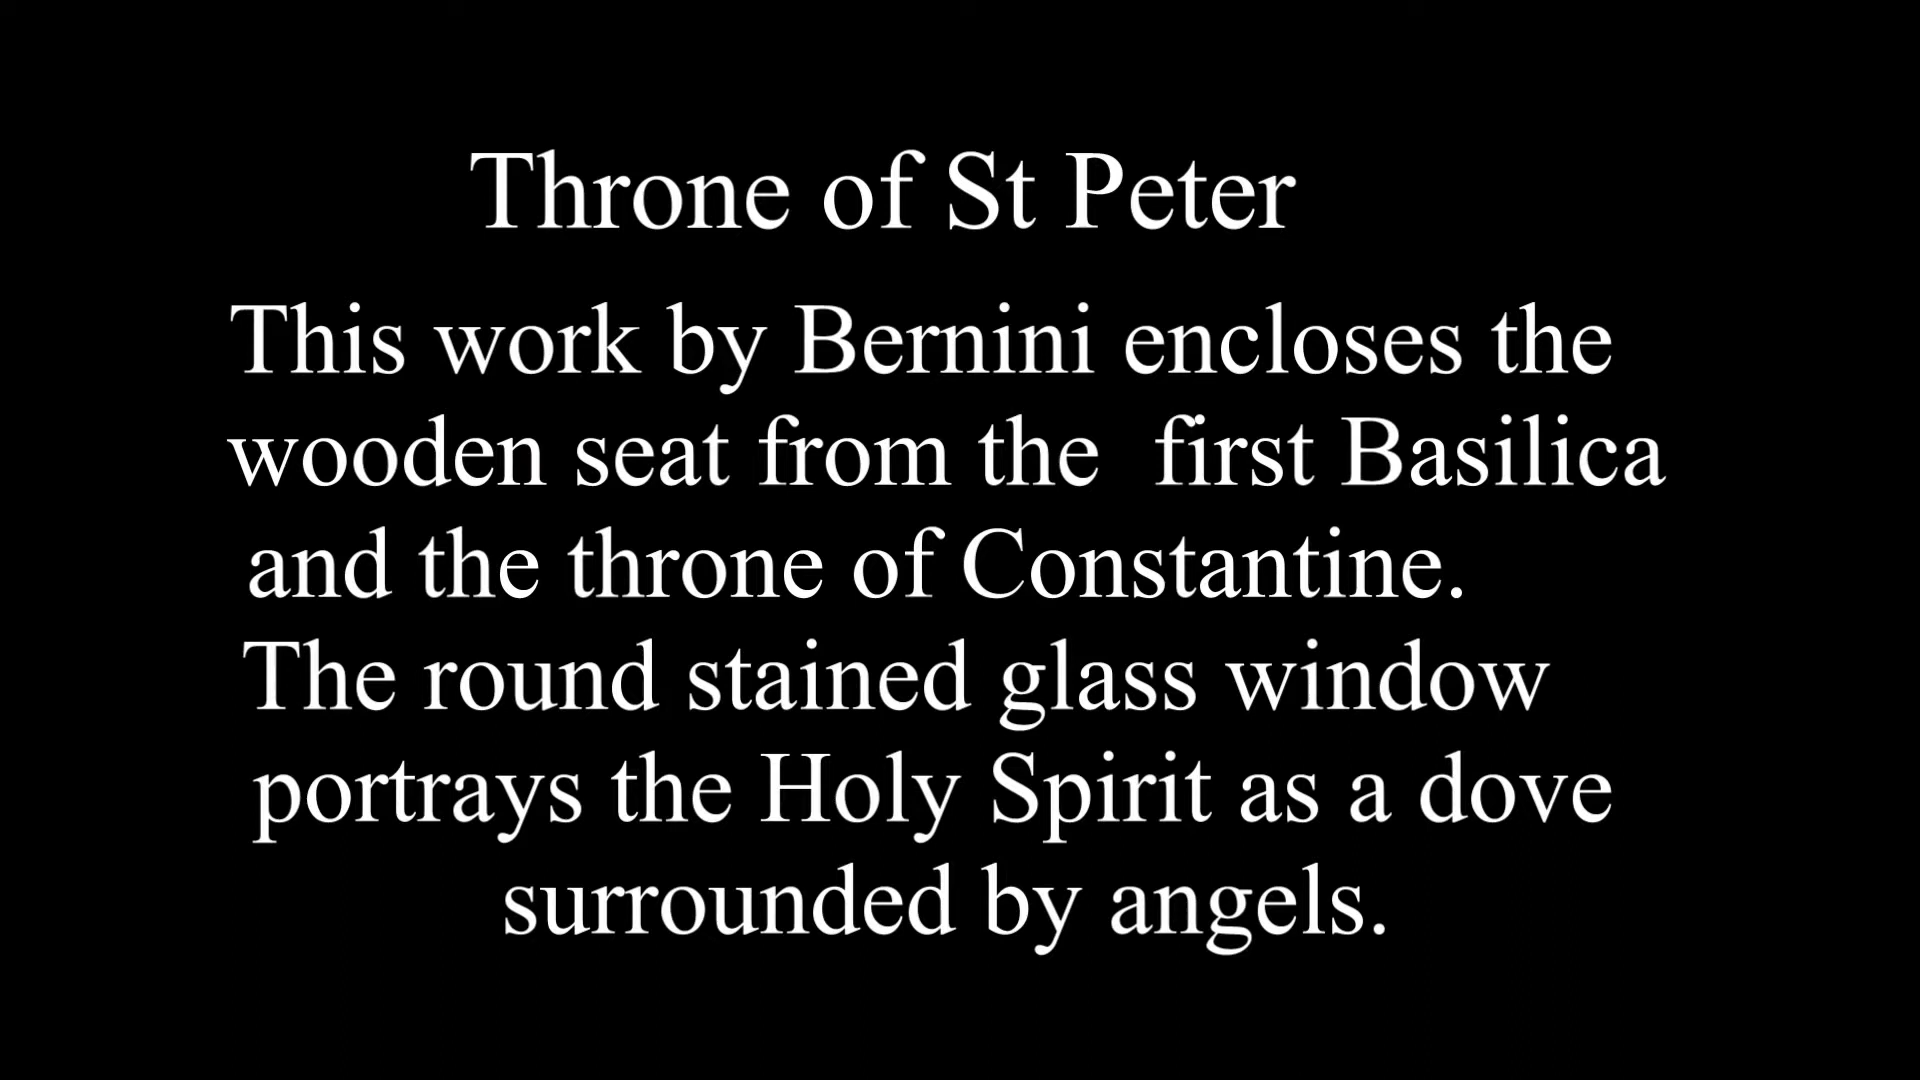 Throne of St Peter
This work by Bernini encloses the
wooden seat from the  first Basilica
and the throne of Constantine.
The round stained glass window
portrays the Holy Spirit as a dove
surrounded by angels.